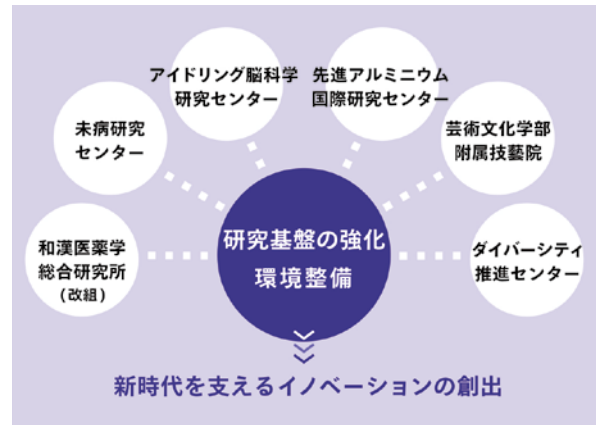 アイドリング脳科学
研究センター
先進アルミニウム
国際研究センター
未病研究
センター
芸術文化学部
附属技藝院
和漢医薬学
総合研究所
(改組)
研究基盤の強化
環境整備
ダイバーシティ
推進センター
新時代を支えるイノベーションの創出